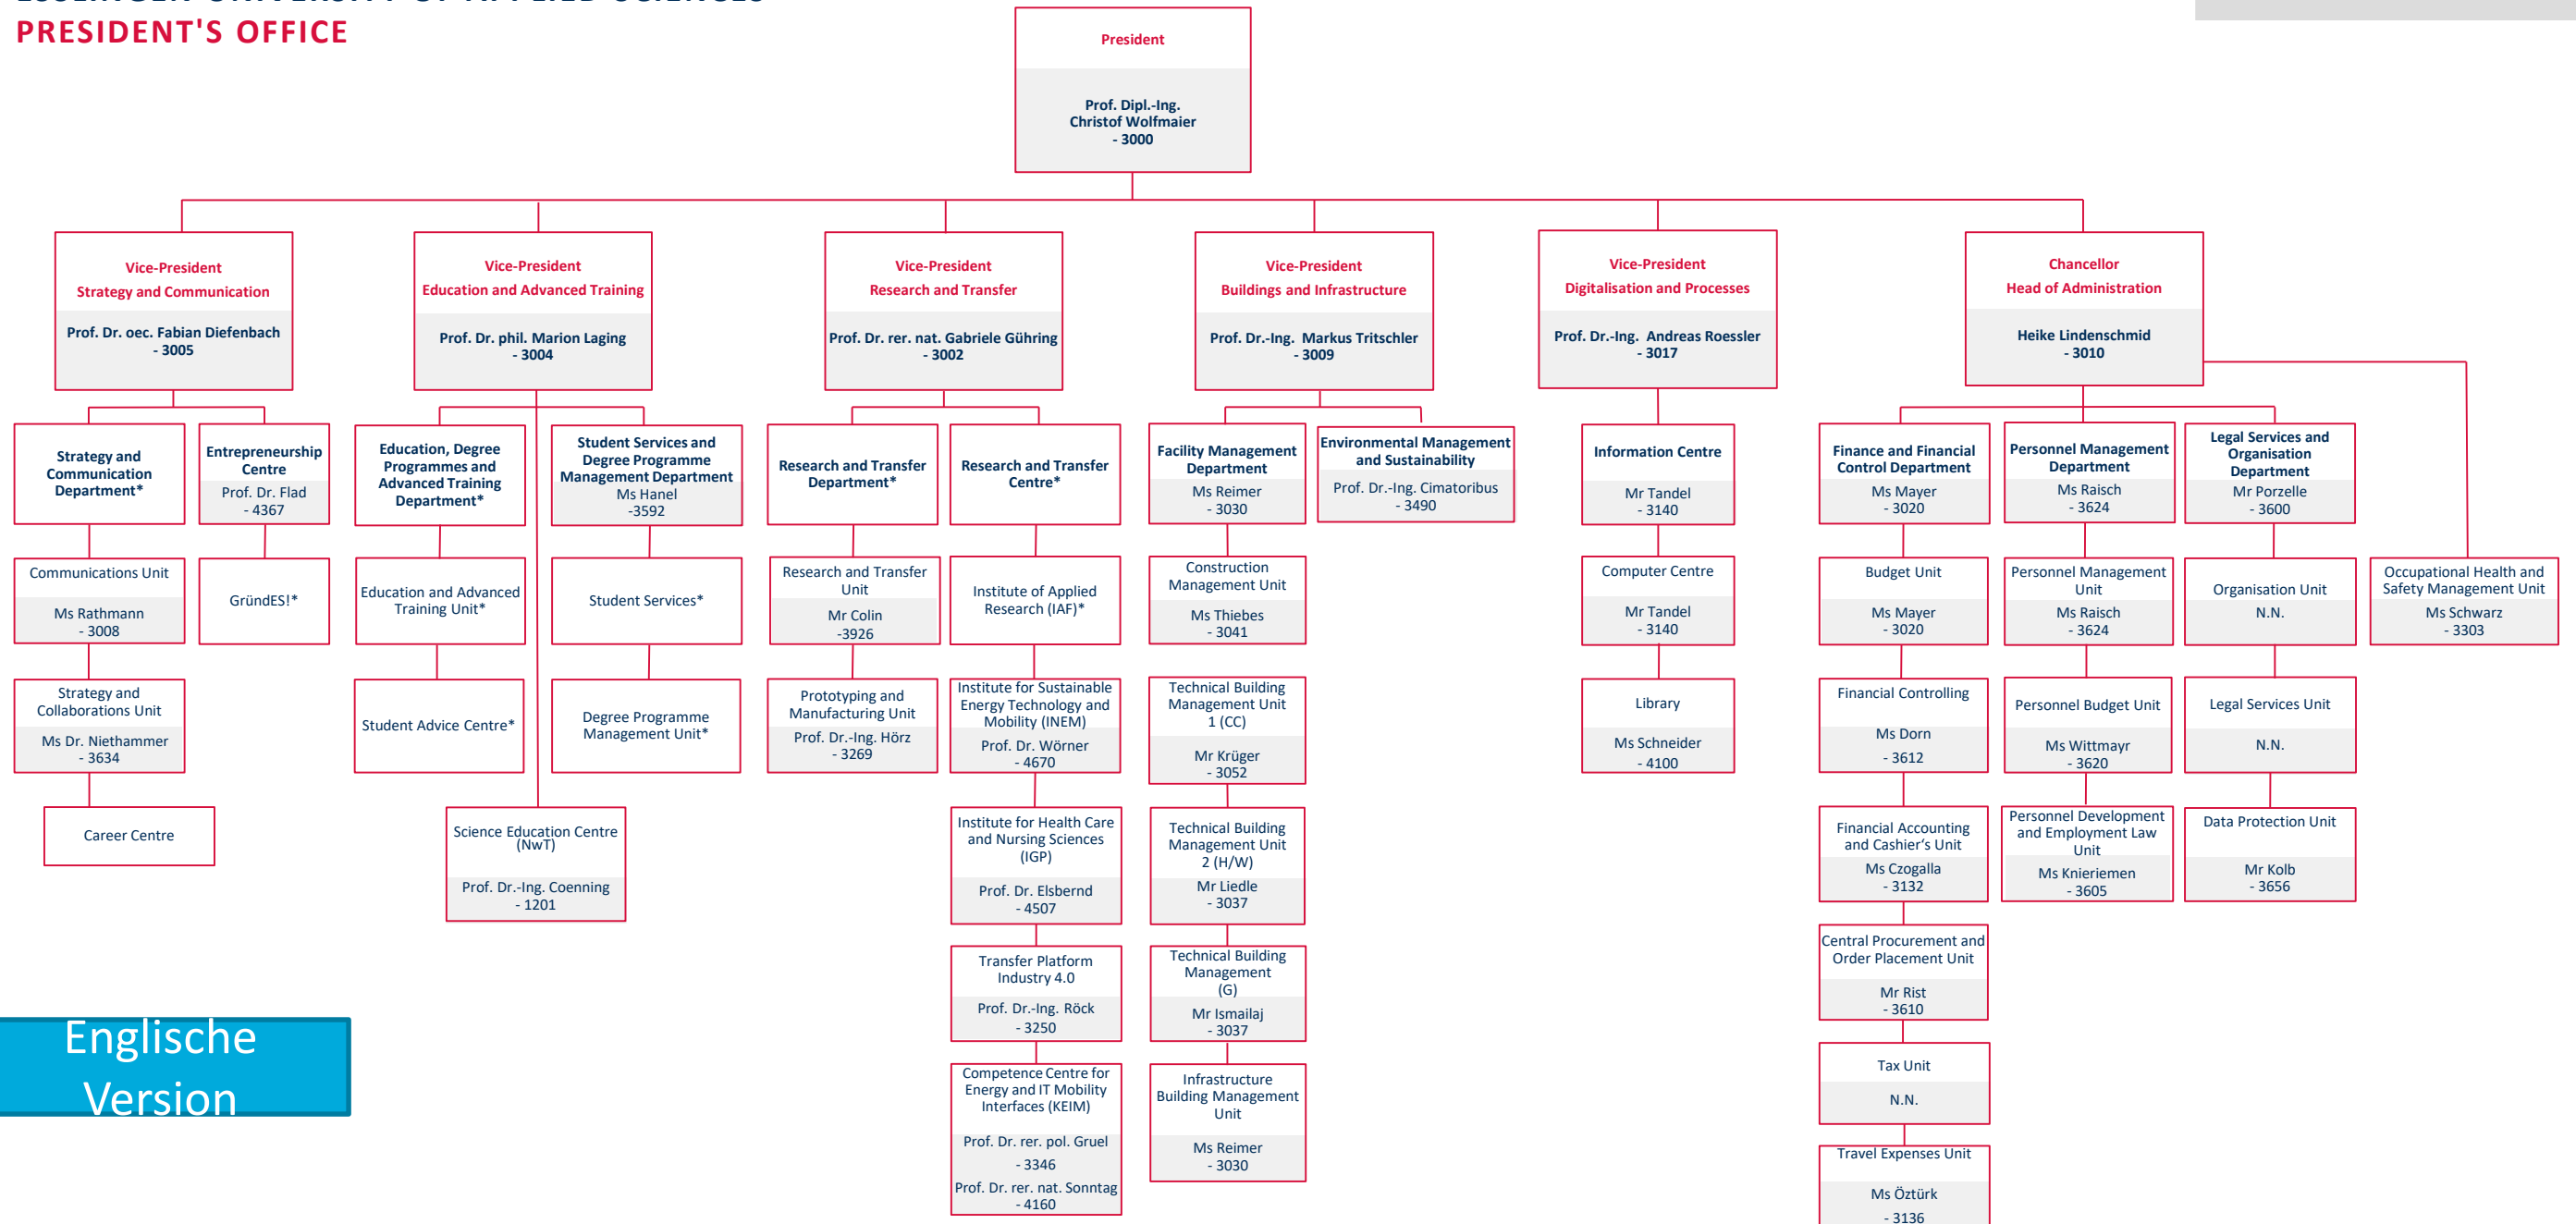 ESSLINGEN UNIVERSITY OF APPLIED SCIENCES
PRESIDENT'S OFFICE
President
Prof. Dipl.-Ing.
Christof Wolfmaier
- 3000
Vice-President
Strategy and Communication
Prof. Dr. oec. Fabian Diefenbach
- 3005
Vice-President
Education and Advanced Training
Prof. Dr. phil. Marion Laging
- 3004
Vice-President
Research and Transfer
Prof. Dr. rer. nat. Gabriele Gühring
- 3002
Vice-President
Buildings and Infrastructure
Prof. Dr.-Ing. Markus Tritschler
- 3009
Vice-President
Digitalisation and Processes
Prof. Dr.-Ing. Andreas Roessler
- 3017
Chancellor
Head of Administration
Heike Lindenschmid
- 3010
Strategy and
Communication
Department*
Entrepreneurship
Centre
Prof. Dr. Flad
- 4367
Education, Degree
Programmes and
Advanced Training
Department*
Student Services and
Degree Programme
Management Department
Ms Hanel
-3592
Research and Transfer
Department*
Research and Transfer
Centre*
Facility Management
Department
Ms Reimer
- 3030
Environmental Management
and Sustainability
Prof. Dr.-Ing. Cimatoribus
- 3490
Information Centre
Mr Tandel
- 3140
Finance and Financial
Control Department
Ms Mayer
- 3020
Personnel Management
Department
Ms Raisch
- 3624
Legal Services and
Organisation
Department
Mr Porzelle
- 3600
Communications Unit
Ms Rathmann
- 3008
GründES!*
Education and Advanced
Training Unit*
Student Services*
Research and Transfer
Unit
Mr Colin
-3926
Institute of Applied
Research (IAF)*
Construction
Management Unit
Ms Thiebes
- 3041
Computer Centre
Mr Tandel
- 3140
Budget Unit
Ms Mayer
- 3020
Personnel Management
Unit
Ms Raisch
- 3624
Organisation Unit
N.N.
Occupational Health and
Safety Management Unit
Ms Schwarz
- 3303
Strategy and
Collaborations Unit
Ms Dr. Niethammer
- 3634
Student Advice Centre*
Degree Programme
Management Unit*
Prototyping and
Manufacturing Unit
Prof. Dr.-Ing. Hörz
- 3269
Institute for Sustainable
Energy Technology and
Mobility (INEM)
Prof. Dr. Wörner
- 4670
Technical Building
Management Unit
1 (CC)
Mr Krüger
- 3052
Library
Ms Schneider
- 4100
Financial Controlling
Ms Dorn
- 3612
Personnel Budget Unit
Ms Wittmayr
- 3620
Legal Services Unit
N.N.
Career Centre
Science Education Centre
(NwT)
Prof. Dr.-Ing. Coenning
- 1201
Institute for Health Care
and Nursing Sciences
(IGP)
Prof. Dr. Elsbernd
- 4507
Technical Building
Management Unit
2 (H/W)
Mr Liedle
- 3037
Financial Accounting
and Cashier's Unit
Ms Czogalla
- 3132
Personnel Development
and Employment Law
Unit
Ms Knieriemen
- 3605
Data Protection Unit
Mr Kolb
- 3656
Transfer Platform
Industry 4.0
Prof. Dr.-Ing. Röck
- 3250
Technical Building
Management
(G)
Mr Ismailaj
- 3037
Central Procurement and
Order Placement Unit
Mr Rist
- 3610
Englische
Version
Competence Centre for
Energy and IT Mobility
Interfaces (KEIM)
Prof. Dr. rer. pol. Gruel
- 3346
Prof. Dr. rer. nat. Sonntag
- 4160
Infrastructure
Building Management
Unit
Ms Reimer
- 3030
Tax Unit
N.N.
Travel Expenses Unit
Ms Öztürk
- 3136